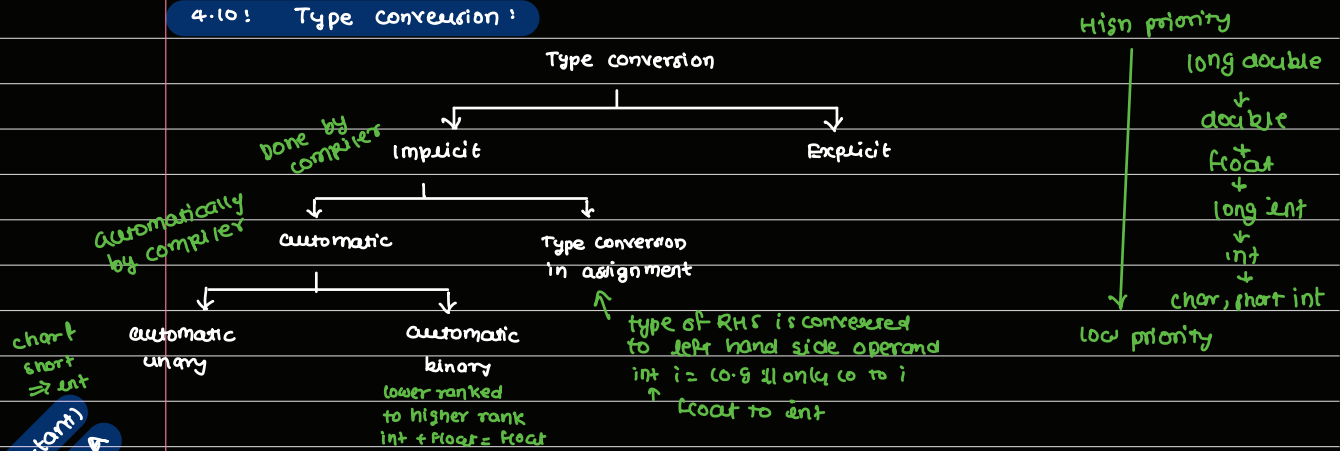 4.10: Type conversion:
High priority
Type conversion
long double
double
Done by
compiler
Implicit
Explicit
float
long int
Automatically
by compiler
automatic
Type conversion
in assignment
int
char, short int
low priority
char
short
⇒ int
automatic
unary
automatic
binary
lower ranked
to higher rank
int + float = float
type of RHS is converted
to left hand side operand
int i = 10.9 // only 10 to i
float to int
tant)